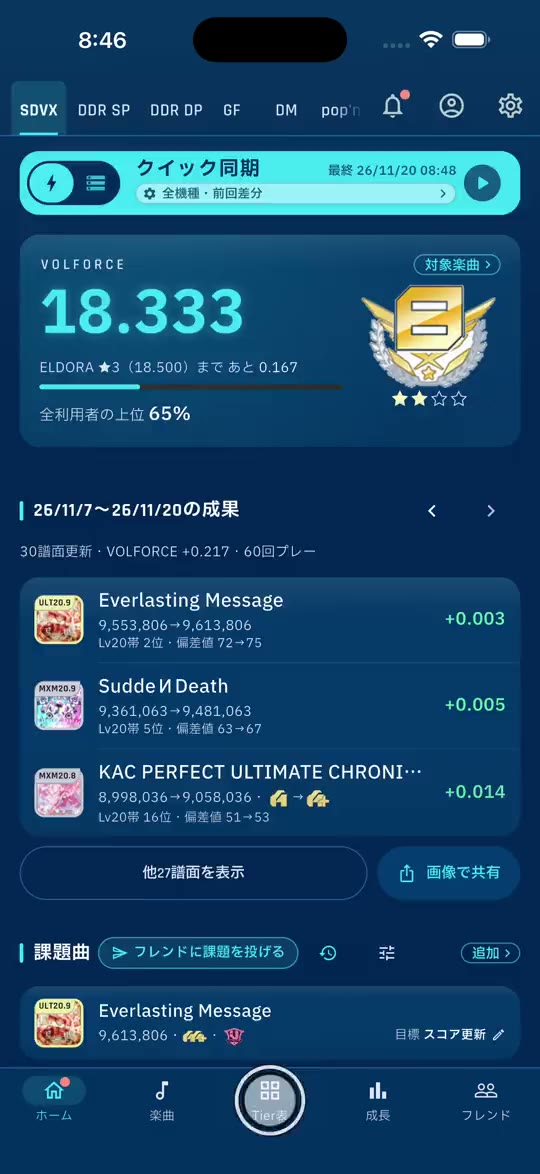 8:46
SDVX DDR SP DDR DP GF DM pop'n
クイック同期 最終 26/11/20 08:48
全機種・前回差分
VOLFORCE 対象楽曲
18.333
ELDORA ★3（18.500）まで あと 0.167
全利用者の上位 65%
26/11/7〜26/11/20の成果
30譜面更新・VOLFORCE +0.217・60回プレー
ULT20.9
Everlasting Message
9,553,806→9,613,806
Lv20帯 2位・偏差値 72→75
+0.003
MXM20.9
SuddeИDeath
9,361,063→9,481,063
Lv20帯 5位・偏差値 63→67
+0.005
MXM20.8
KAC PERFECT ULTIMATE CHRONI…
8,998,036→9,058,036・
Lv20帯 16位・偏差値 51→53
+0.014
他27譜面を表示 画像で共有
課題曲 フレンドに課題を投げる 追加
ULT20.9
Everlasting Message
9,613,806・
目標 スコア更新
ホーム 楽曲 Tier表 成長 フレンド